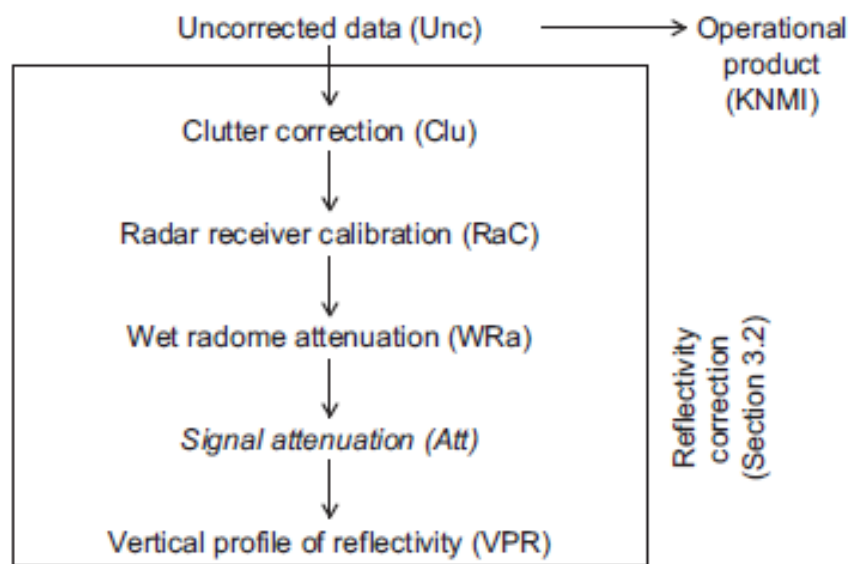 Uncorrected data (Unc)
Operational
product
(KNMI)
Clutter correction (Clu)
Radar receiver calibration (RaC)
Wet radome attenuation (WRa)
Signal attenuation (Att)
Vertical profile of reflectivity (VPR)
Reflectivity
correction
(Section 3.2)